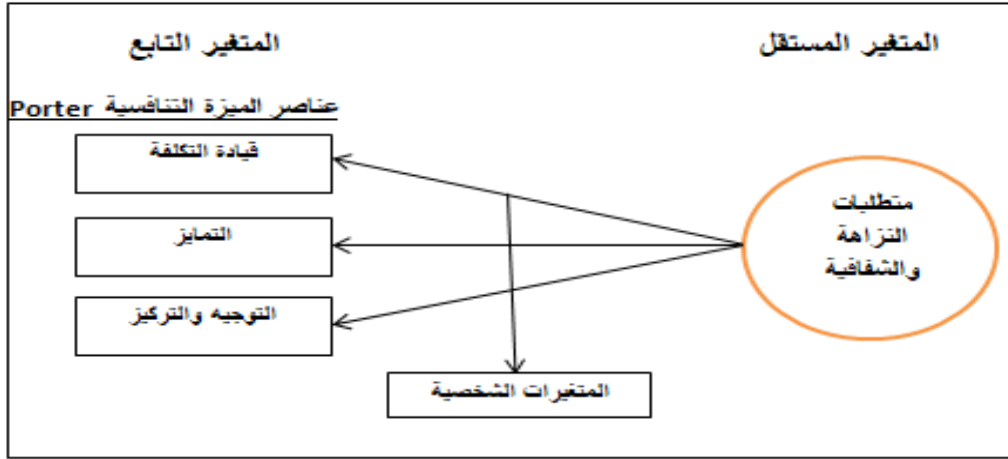 المتغير المستقل
المتغير التابع
عناصر الميزة التنافسية Porter
قيادة التكلفة
التمايز
التوجيه والتركيز
متطلبات
النزاهة
والشفافية
المتغيرات الشخصية